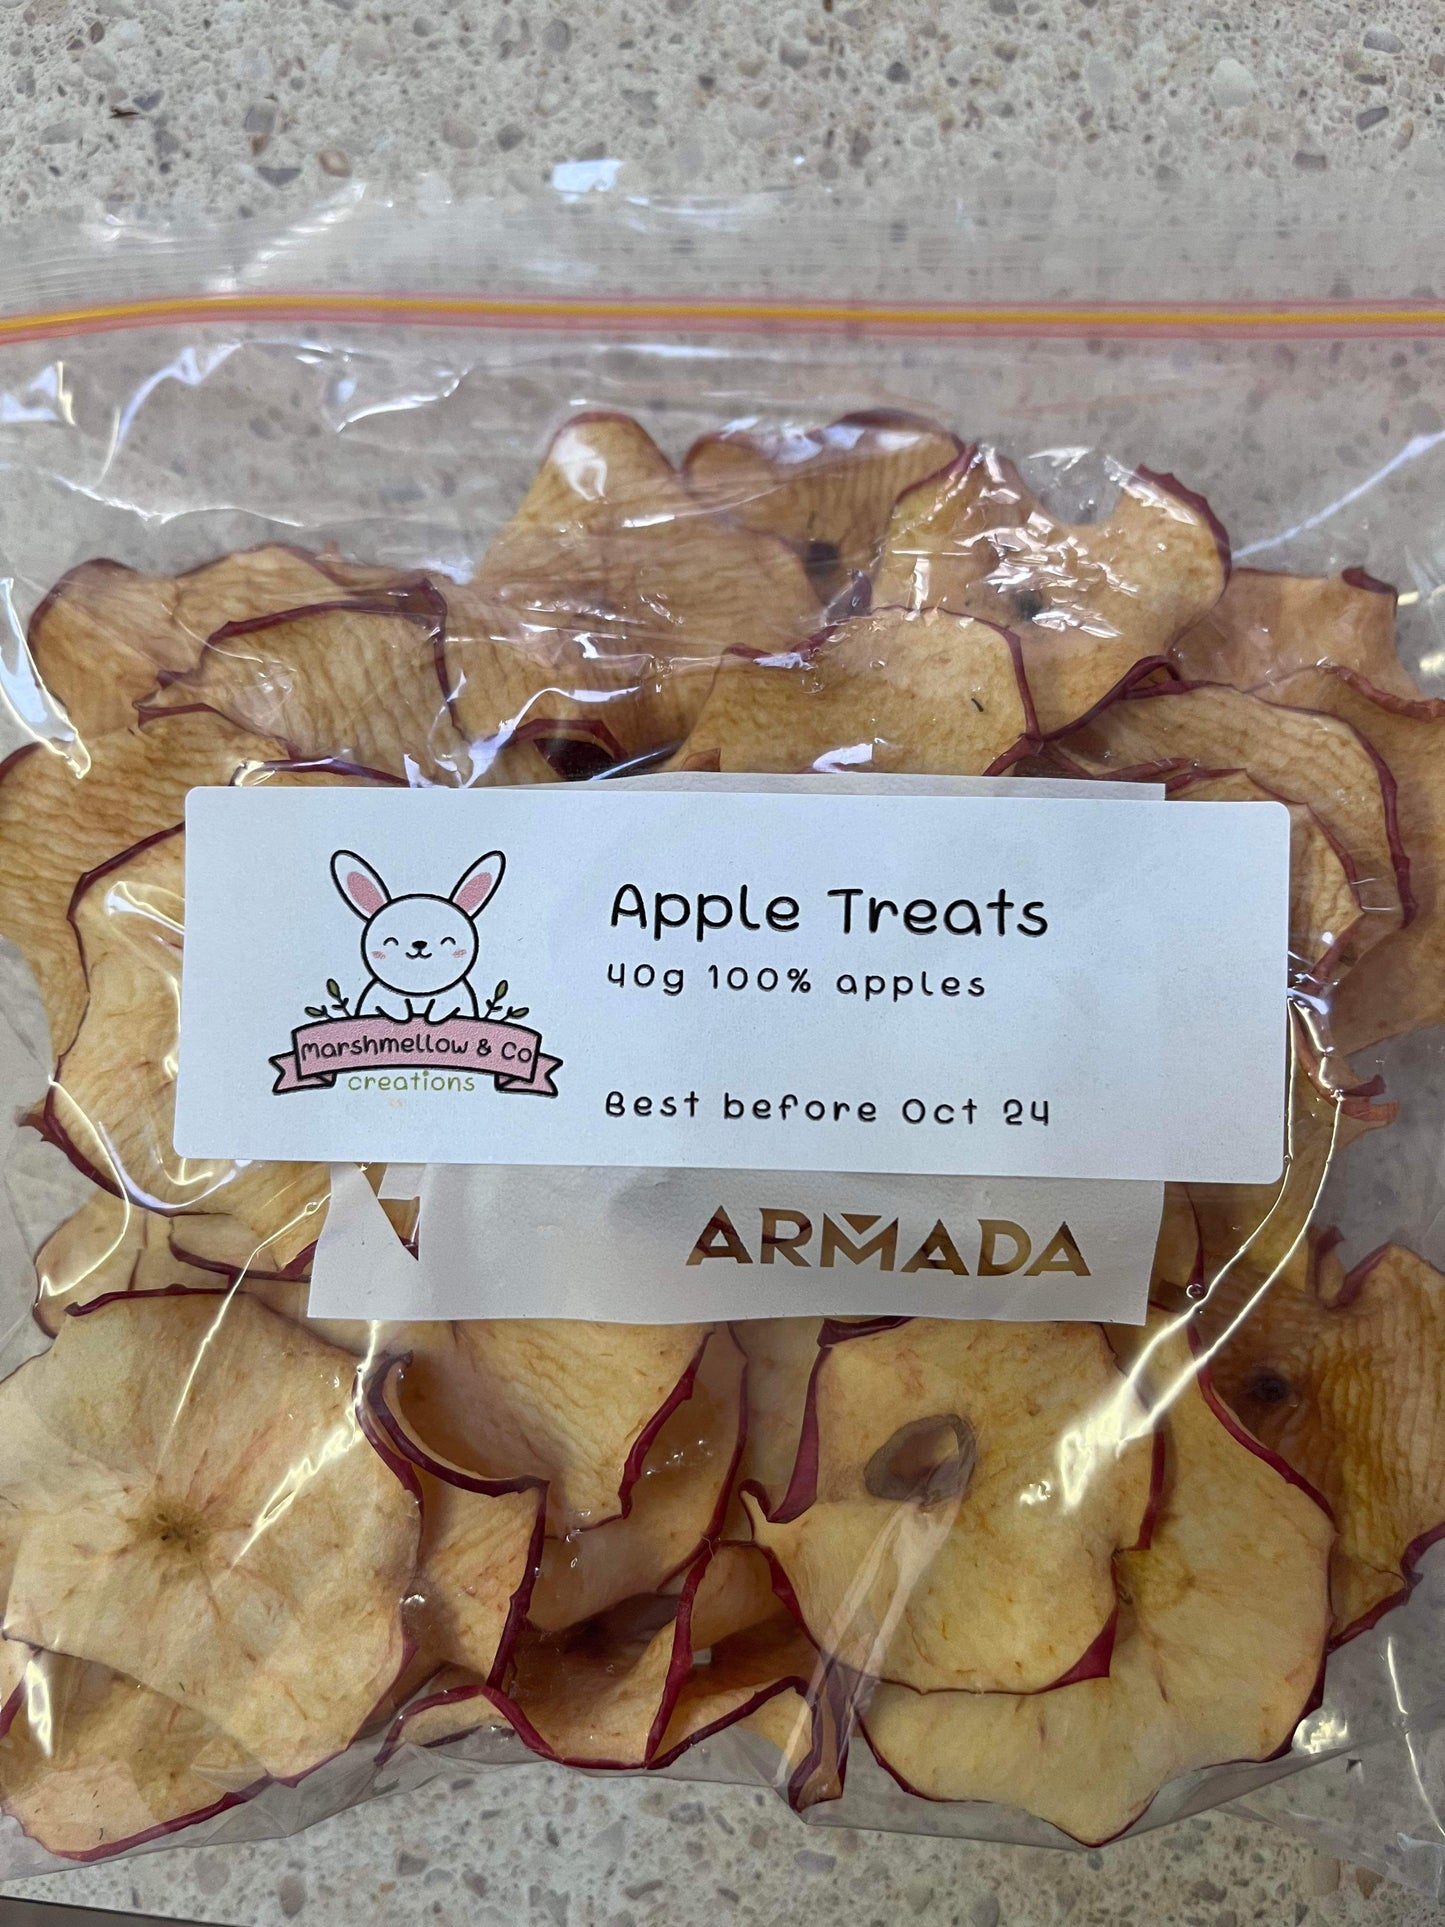 Apple Treats
40g 100% apples
Marshmellow & Co
creations
Best before Oct 24
ARMADA